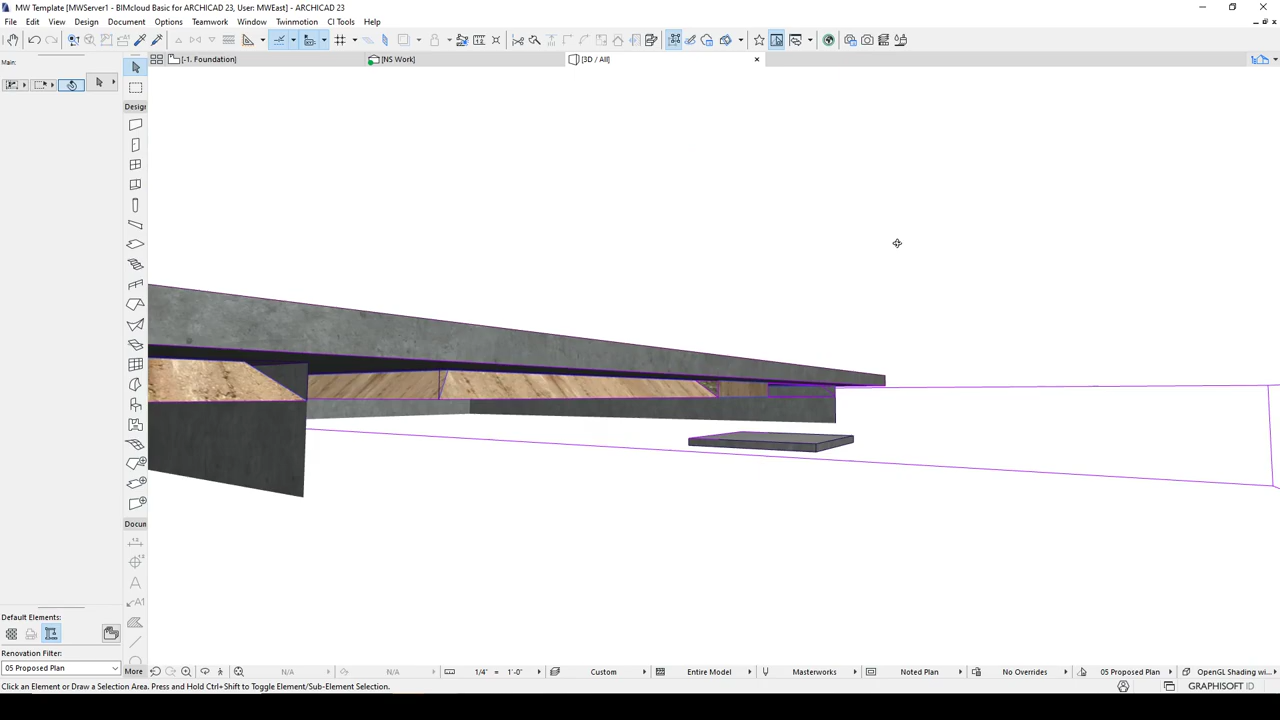 MW Template [MWServer1 - BIMcloud Basic for ARCHICAD 23, User: MWEast] - ARCHICAD 23
File Edit View Design Document Options Teamwork Window Twinmotion CI Tools Help
Main:
[-1. Foundation] [NS Work] [3D / All]
Desig
Docun
Default Elements:
Renovation Filter:
05 Proposed Plan
More
N/A N/A 1/4" = 1'-0" Custom Entire Model Masterworks Noted Plan No Overrides 05 Proposed Plan OpenGL Shading wi...
Click an Element or Draw a Selection Area. Press and Hold Ctrl+Shift to Toggle Element/Sub-Element Selection.
GRAPHISOFT ID